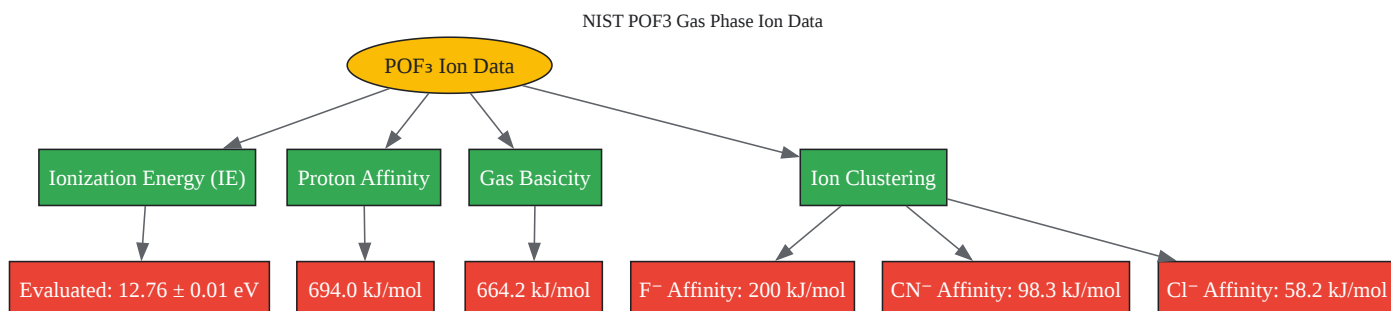 NIST POF3 Gas Phase Ion Data
POF₃ Ion Data
Ionization Energy (IE)
Proton Affinity
Gas Basicity
Ion Clustering
Evaluated: 12.76 ± 0.01 eV
694.0 kJ/mol
664.2 kJ/mol
F⁻ Affinity: 200 kJ/mol
CN⁻ Affinity: 98.3 kJ/mol
Cl⁻ Affinity: 58.2 kJ/mol